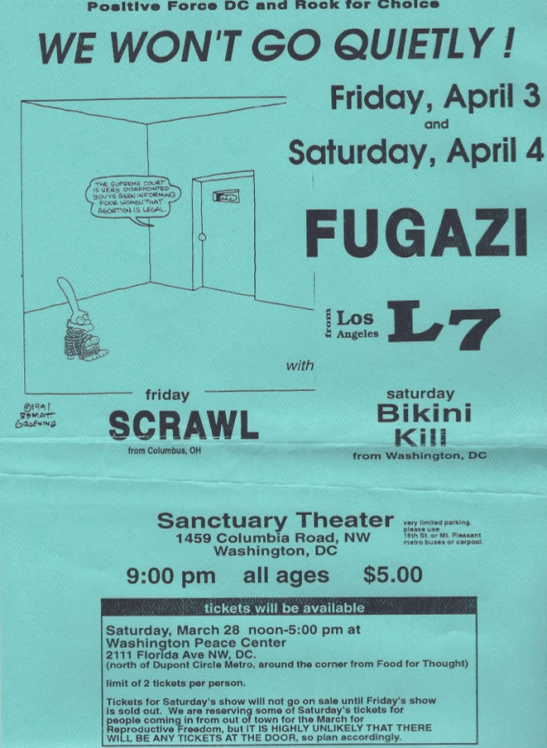 Positive Force DC and Rock for Choice
WE WON'T GO QUIETLY !
Friday, April 3
and
Saturday, April 4
THE SUPREME COURT
IS VERY DISAPPOINTED
YOU'VE BEEN INFORMING
POOR WOMEN THAT
ABORTION IS LEGAL.
FUGAZI
from Los Angeles L7
with
©1991
BY MATT
GROENING
friday
SCRAWL
from Columbus, OH
saturday
Bikini
Kill
from Washington, DC
Sanctuary Theater
1459 Columbia Road, NW
Washington, DC
very limited parking.
please use
16th St. or Mt. Pleasant
metro buses or carpool.
9:00 pm all ages $5.00
tickets will be available
Saturday, March 28 noon-5:00 pm at
Washington Peace Center
2111 Florida Ave NW, DC.
(north of Dupont Circle Metro, around the corner from Food for Thought)
limit of 2 tickets per person.
Tickets for Saturday's show will not go on sale until Friday's show
is sold out. We are reserving some of Saturday's tickets for
people coming in from out of town for the March for
Reproductive Freedom, but IT IS HIGHLY UNLIKELY THAT THERE
WILL BE ANY TICKETS AT THE DOOR, so plan accordingly.